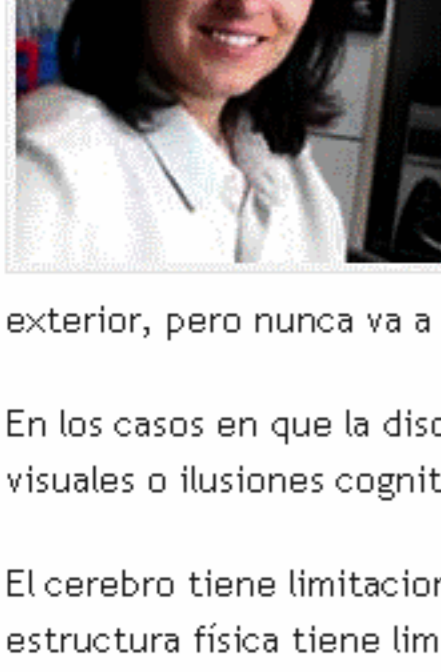 exterior, pero nunca va a
En los casos en que la
visuales o ilusiones
El cerebro tiene
estructura física tiene